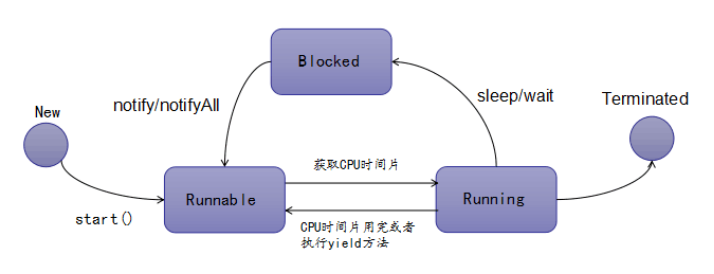 Blocked
sleep/wait
Terminated
New
notify/notifyAll
获取CPU时间片
Runnable
Running
start()
CPU时间片用完或者
执行yield方法